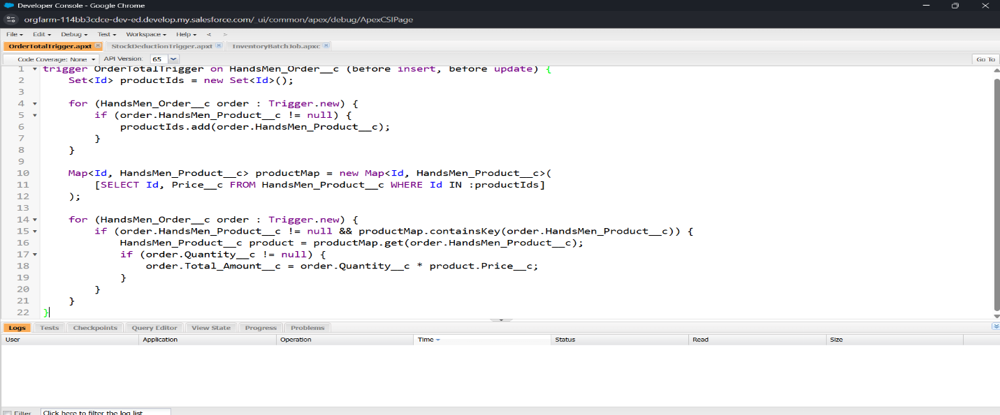 Developer Console - Google Chrome
orgfarm-114bb3cdce-dev-ed.develop.my.salesforce.com/_ui/common/apex/debug/ApexCSIPage
File Edit Debug Test Workspace Help < >
OrderTotalTrigger.apxt StockDeductionTrigger.apxt InventoryBatchJob.apxc
Code Coverage: None API Version: 65 Go To
1 trigger OrderTotalTrigger on HandsMen_Order__c (before insert, before update) {
2 Set<Id> productIds = new Set<Id>();
3
4 for (HandsMen_Order__c order : Trigger.new) {
5 if (order.HandsMen_Product__c != null) {
6 productIds.add(order.HandsMen_Product__c);
7 }
8 }
9
10 Map<Id, HandsMen_Product__c> productMap = new Map<Id, HandsMen_Product__c>(
11 [SELECT Id, Price__c FROM HandsMen_Product__c WHERE Id IN :productIds]
12 );
13
14 for (HandsMen_Order__c order : Trigger.new) {
15 if (order.HandsMen_Product__c != null && productMap.containsKey(order.HandsMen_Product__c)) {
16 HandsMen_Product__c product = productMap.get(order.HandsMen_Product__c);
17 if (order.Quantity__c != null) {
18 order.Total_Amount__c = order.Quantity__c * product.Price__c;
19 }
20 }
21 }
22 }
Logs Tests Checkpoints Query Editor View State Progress Problems
User Application Operation Time Status Read Size
Filter Click here to filter the log list